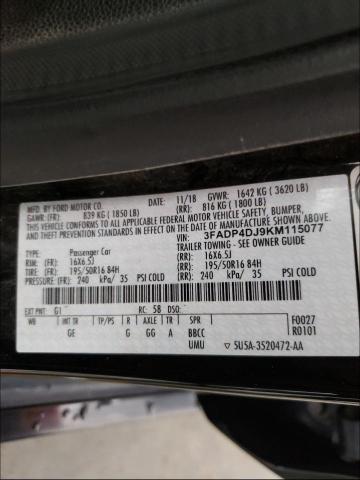 MFD. BY FORD MOTOR CO.
DATE: 11/18 GVWR: 1642 KG ( 3620 LB)
GAWR: (FR) 839 KG ( 1850 LB) (RR) 816 KG ( 1800 LB)
THIS VEHICLE CONFORMS TO ALL APPLICABLE FEDERAL MOTOR VEHICLE SAFETY, BUMPER,
AND THEFT PREVENTION STANDARDS IN EFFECT ON THE DATE OF MANUFACTURE SHOWN ABOVE.
VIN: 3FADP4DJ9KM115077
TYPE: Passenger Car TRAILER TOWING - SEE OWNER GUIDE
RIM: (FR) 16X6.5J (RR) 16X6.5J
TIRE: (FR) 195/50R16 84H (RR) 195/50R16 84H
PRESSURE: (FR) 240 kPa/ 35 PSI COLD (RR) 240 kPa/ 35 PSI COLD
EXT PNT: G1 RC: 58 DSO:
WB INT TR TP/PS R AXLE TR SPR F0027
GE G GG A BBCC R0101
UMU ▽ 5U5A-3520472-AA